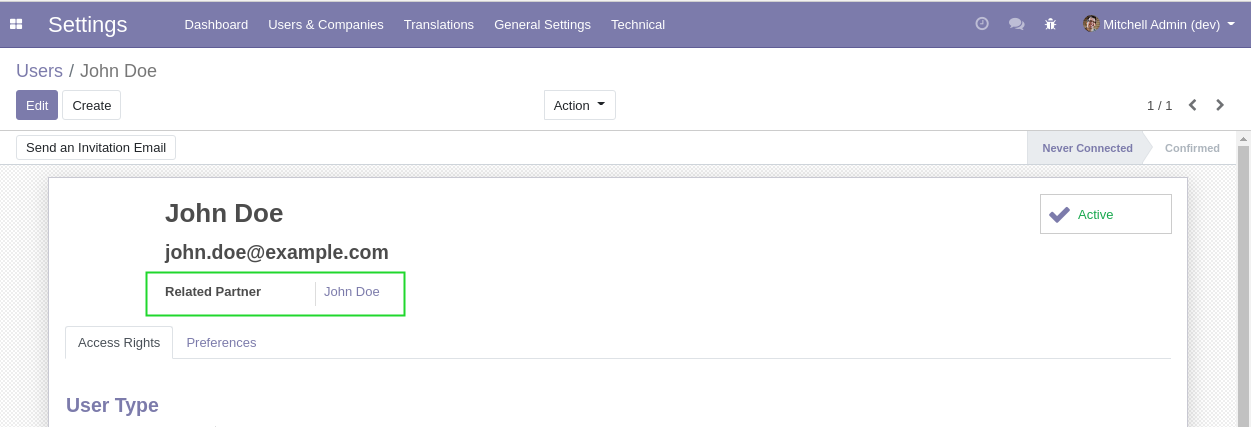 Settings Dashboard Users & Companies Translations General Settings Technical Mitchell Admin (dev)
Users / John Doe
Edit Create Action 1 / 1
Send an Invitation Email Never Connected Confirmed
John Doe Active
john.doe@example.com
Related Partner John Doe
Access Rights Preferences
User Type